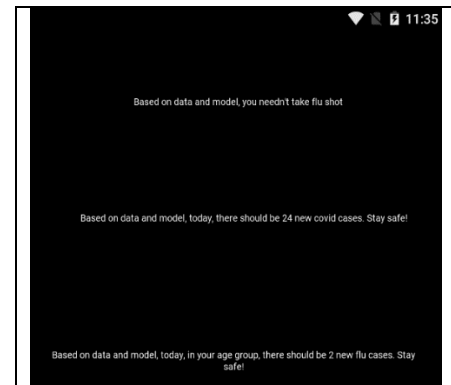 11:35
Based on data and model, you needn't take flu shot
Based on data and model, today, there should be 24 new covid cases. Stay safe!
Based on data and model, today, in your age group, there should be 2 new flu cases. Stay
safe!